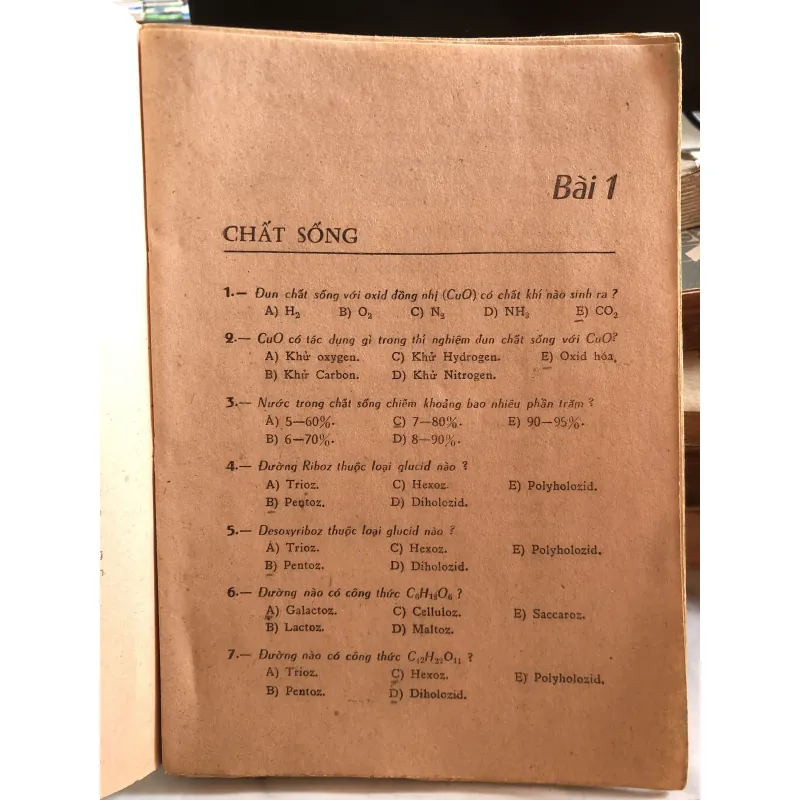 Bài 1
CHẤT SỐNG
1.— Đun chất sống với oxid đồng nhị (CuO) có chất khí nào sinh ra ?
A) H₂ B) O₂ C) N₂ D) NH₃ E) CO₂
2.— CuO có tác dụng gì trong thí nghiệm đun chất sống với CuO?
A) Khử oxygen. C) Khử Hydrogen. E) Oxid hóa.
B) Khử Carbon. D) Khử Nitrogen.
3.— Nước trong chất sống chiếm khoảng bao nhiêu phần trăm ?
A) 5—60%. C) 7—80%. E) 90—95%.
B) 6—70%. D) 8—90%.
4.— Đường Riboz thuộc loại glucid nào ?
A) Trioz. C) Hexoz. E) Polyholozid.
B) Pentoz. D) Diholozid.
5.— Desoxyriboz thuộc loại glucid nào ?
A) Trioz. C) Hexoz. E) Polyholozid.
B) Pentoz. D) Diholozid.
6.— Đường nào có công thức C₆H₁₂O₆ ?
A) Galactoz. C) Celluloz. E) Saccaroz.
B) Lactoz. D) Maltoz.
7.— Đường nào có công thức C₁₂H₂₂O₁₁ ?
A) Trioz. C) Hexoz. E) Polyholozid.
B) Pentoz. D) Diholozid.